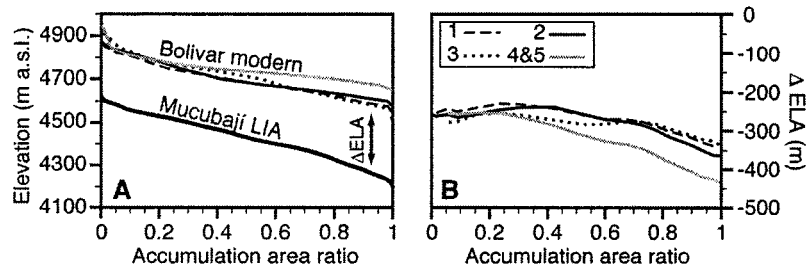 4900
4700
4500
4300
4100
Elevation (m a.s.l.)
Bolivar modern
Mucubají LIA
ΔELA
A
0 0.2 0.4 0.6 0.8 1
Accumulation area ratio
1 2
3 4&5
B
0 0.2 0.4 0.6 0.8 1
Accumulation area ratio
0
-100
-200
-300
-400
-500
Δ ELA (m)